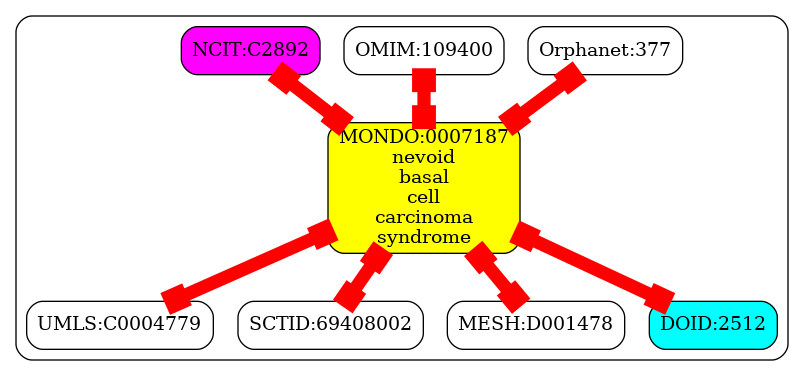 NCIT:C2892
OMIM:109400
Orphanet:377
MONDO:0007187
nevoid
basal
cell
carcinoma
syndrome
UMLS:C0004779
SCTID:69408002
MESH:D001478
DOID:2512